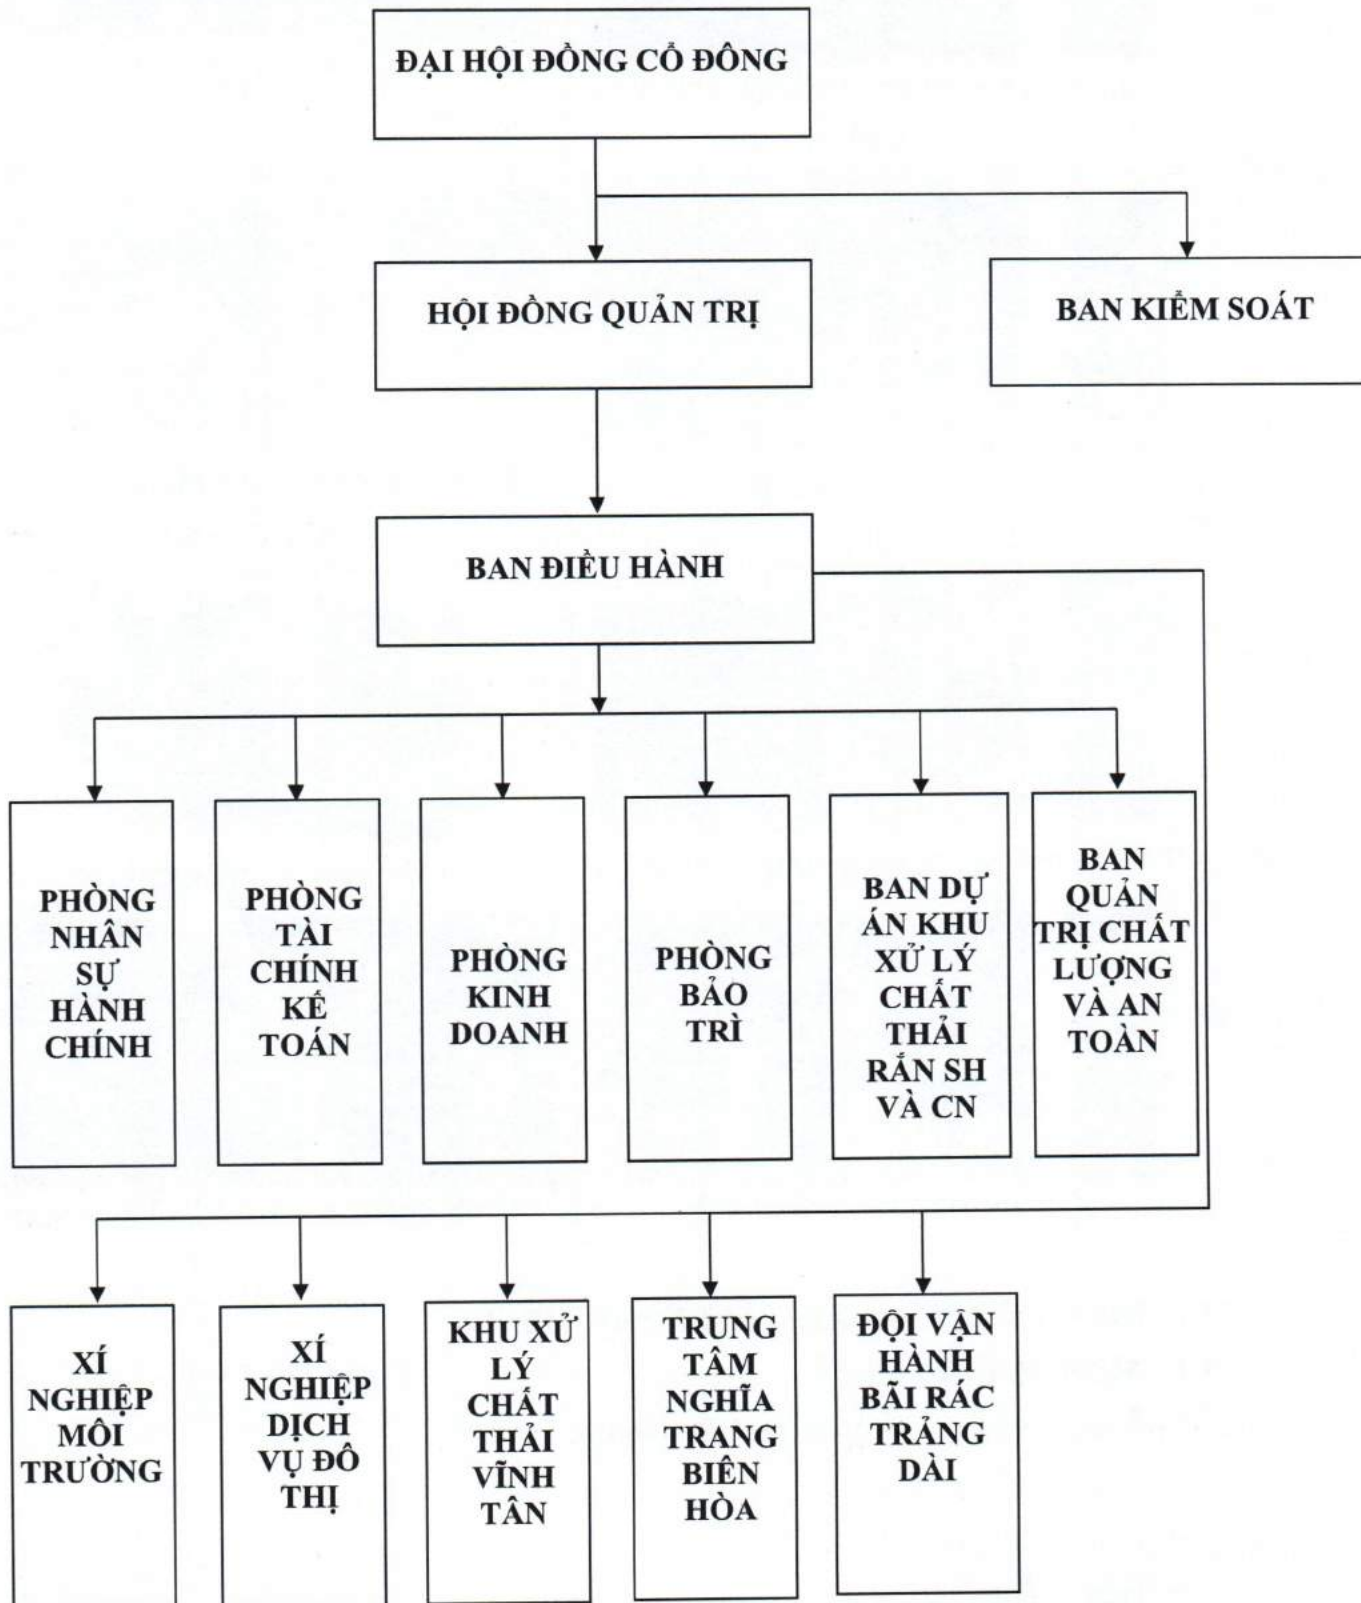 ĐẠI HỘI ĐỒNG CỔ ĐÔNG
HỘI ĐỒNG QUẢN TRỊ
BAN KIỂM SOÁT
BAN ĐIỀU HÀNH
PHÒNG
NHÂN
SỰ
HÀNH
CHÍNH
PHÒNG
TÀI
CHÍNH
KẾ
TOÁN
PHÒNG
KINH
DOANH
PHÒNG
BẢO
TRÌ
BAN DỰ
ÁN KHU
XỬ LÝ
CHẤT
THẢI
RẮN SH
VÀ CN
BAN
QUẢN
TRỊ CHẤT
LƯỢNG
VÀ AN
TOÀN
XÍ
NGHIỆP
MÔI
TRƯỜNG
XÍ
NGHIỆP
DỊCH
VỤ ĐÔ
THỊ
KHU XỬ
LÝ
CHẤT
THẢI
VĨNH
TÂN
TRUNG
TÂM
NGHĨA
TRANG
BIÊN
HÒA
ĐỘI VẬN
HÀNH
BÃI RÁC
TRẢNG
DÀI